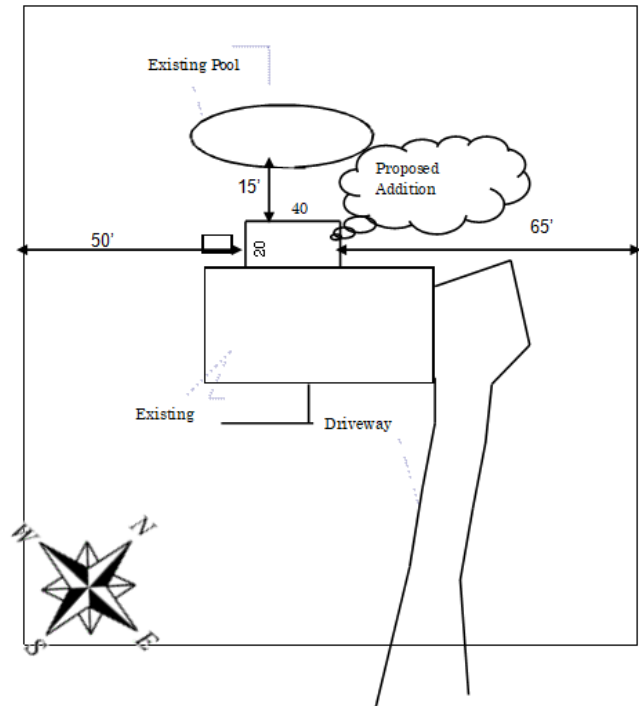 Existing Pool
Proposed
Addition
15'
40
50'
20
65'
Existing
Driveway
W
N
S
E